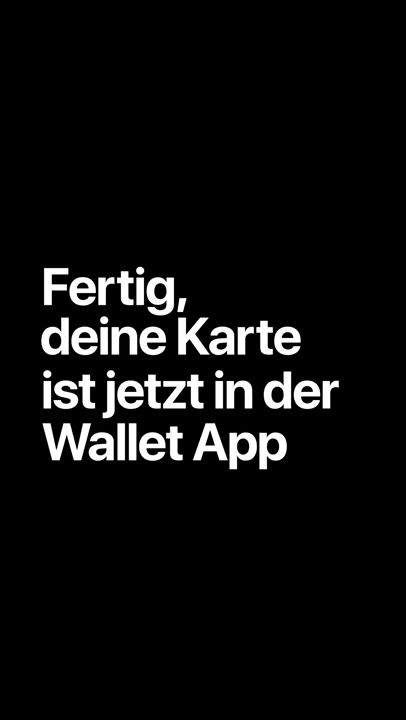 Fertig,
deine Karte
ist jetzt in der
Wallet App